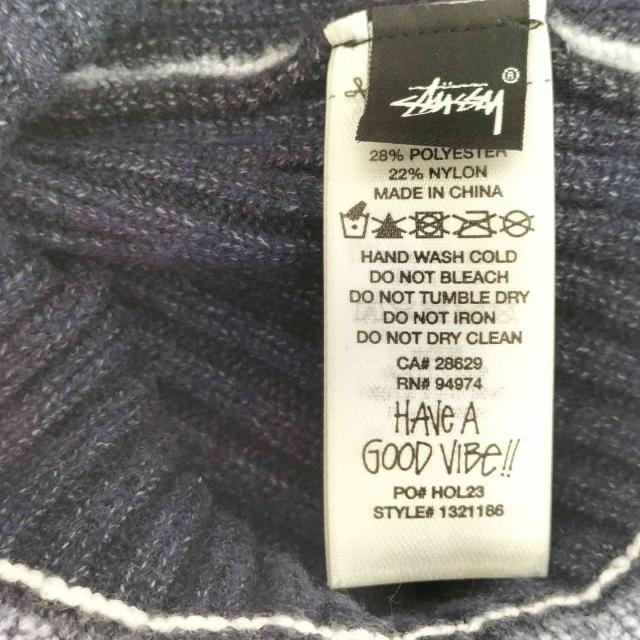 Stüssy®
28% POLYESTER
22% NYLON
MADE IN CHINA
HAND WASH COLD
DO NOT BLEACH
DO NOT TUMBLE DRY
DO NOT IRON
DO NOT DRY CLEAN
CA# 28629
RN# 94974
HAVE A
GOOD VIBE!!
PO# HOL23
STYLE# 1321186